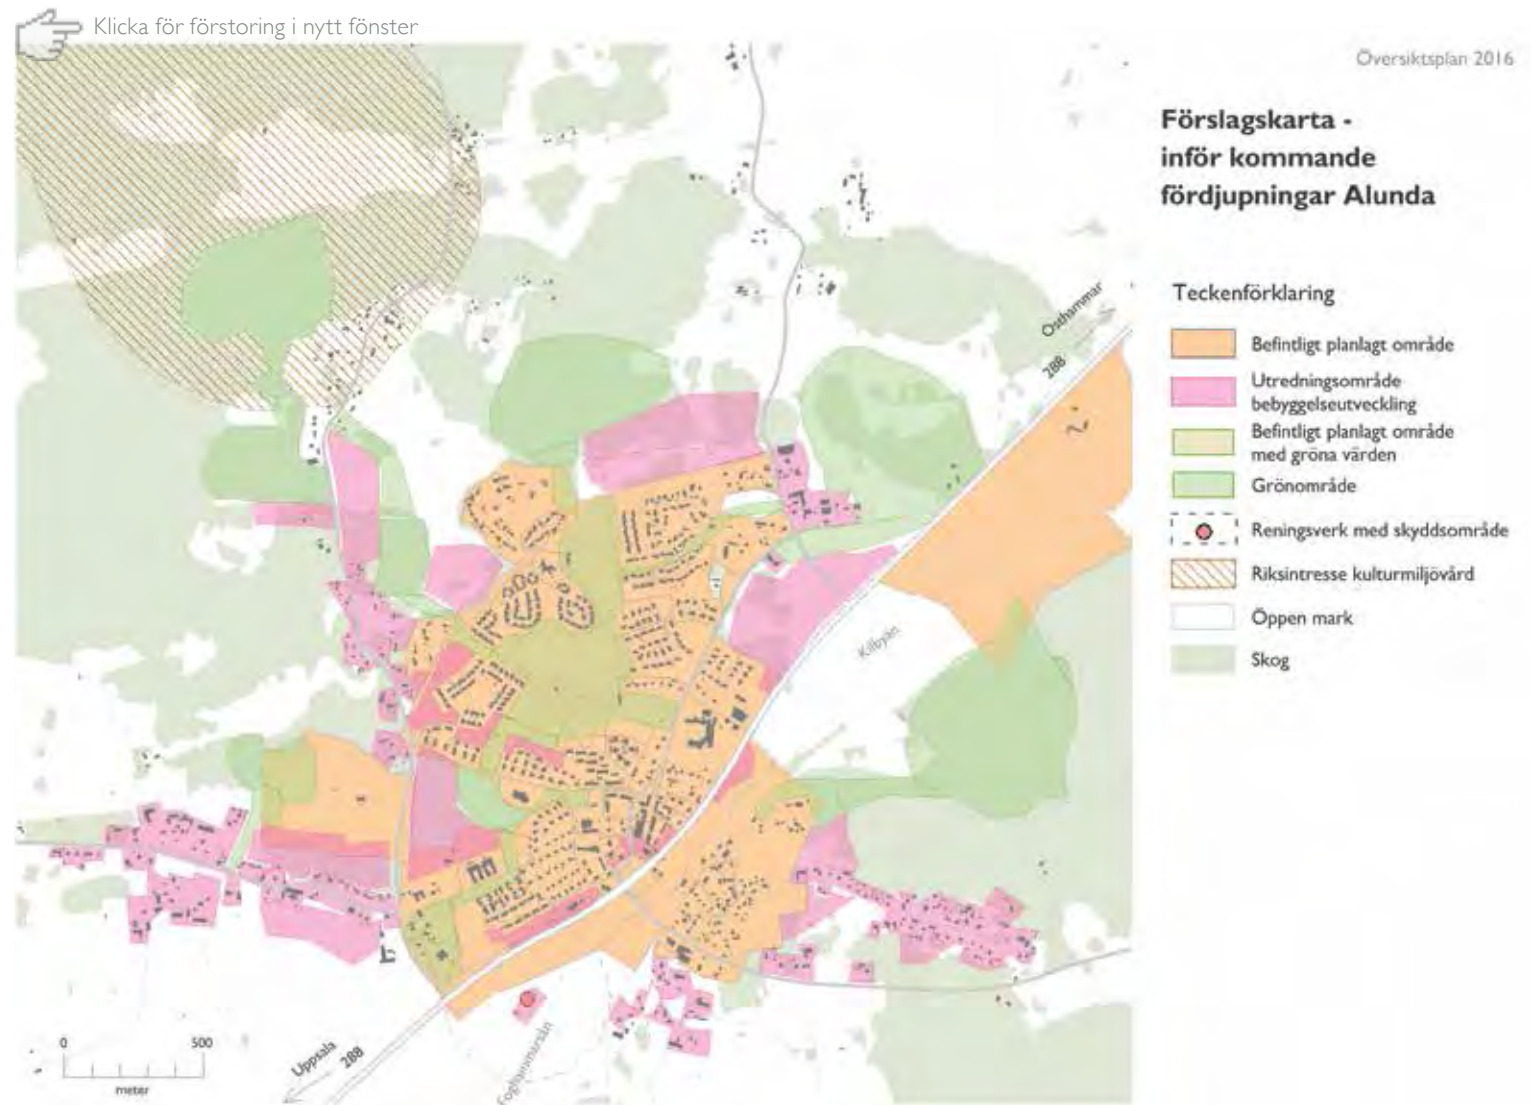 Klicka för förstoring i nytt fönster
Översiktsplan 2016
Förslagskarta -
inför kommande
fördjupningar Alunda
Teckenförklaring
Befintligt planlagt område
Utredningsområde
bebyggelseutveckling
Befintligt planlagt område
med gröna värden
Grönområde
Reningsverk med skyddsområde
Riksintresse kulturmiljövård
Öppen mark
Skog
Östhammar
288
Kilbyån
Foghammarsån
Uppsala
288
0 500
meter